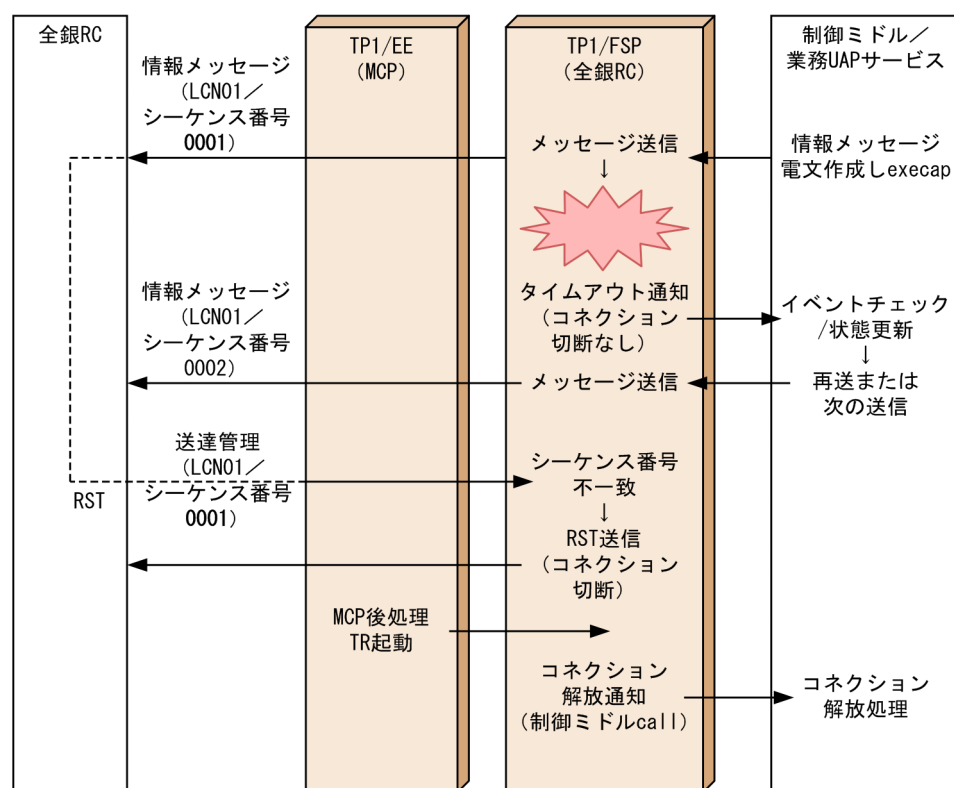 全銀RC
TP1/EE
(MCP)
TP1/FSP
(全銀RC)
制御ミドル／
業務UAPサービス
情報メッセージ
(LCN01／
シーケンス番号
0001)
メッセージ送信
↓
情報メッセージ
電文作成しexecap
情報メッセージ
(LCN01／
シーケンス番号
0002)
タイムアウト通知
(コネクション
切断なし)
メッセージ送信
イベントチェック
/状態更新
↓
再送または
次の送信
送達管理
(LCN01／
シーケンス番号
0001)
RST
シーケンス番号
不一致
↓
RST送信
(コネクション
切断)
MCP後処理
TR起動
コネクション
解放通知
(制御ミドルcall)
コネクション
解放処理